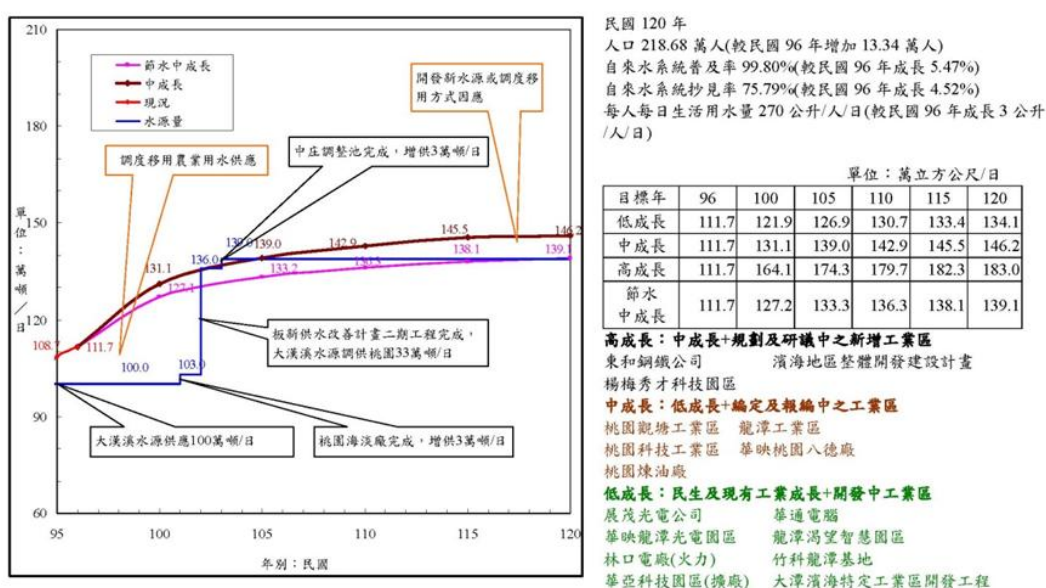 210
180
150
120
90
60
95
100
105
110
115
120
年別：民國
單位：萬噸／日
節水中成長
中成長
現況
水源量
開發新水源或調度移
用方式因應
調度移用農業用水供應
中庄調整池完成，增供3萬噸/日
108.7
111.7
131.1
127.1
100.0
103.0
136.0
139.0
139.0
133.2
142.9
136.3
145.5
138.1
146.2
139.1
板新供水改善計畫二期工程完成，
大漢溪水源調供桃園33萬噸/日
大漢溪水源供應100萬噸/日
桃園海淡廠完成，增供3萬噸/日
民國 120 年
人口 218.68 萬人(較民國 96 年增加 13.34 萬人)
自來水系統普及率 99.80%(較民國 96 年成長 5.47%)
自來水系統抄見率 75.79%(較民國 96 年成長 4.52%)
每人每日生活用水量 270 公升/人/日(較民國 96 年成長 3 公升
/人/日)
單位：萬立方公尺/日
目標年 96 100 105 110 115 120
低成長 111.7 121.9 126.9 130.7 133.4 134.1
中成長 111.7 131.1 139.0 142.9 145.5 146.2
高成長 111.7 164.1 174.3 179.7 182.3 183.0
節水
中成長 111.7 127.2 133.3 136.3 138.1 139.1
高成長：中成長+規劃及研議中之新增工業區
東和鋼鐵公司 濱海地區整體開發建設計畫
楊梅秀才科技園區
中成長：低成長+編定及報編中之工業區
桃園觀塘工業區 龍潭工業區
桃園科技工業區 華映桃園八德廠
桃園煉油廠
低成長：民生及現有工業成長+開發中工業區
展茂光電公司 華通電腦
華映龍潭光電園區 龍潭渴望智慧園區
林口電廠(火力) 竹科龍潭基地
華亞科技園區(擴廠) 大潭濱海特定工業區開發工程